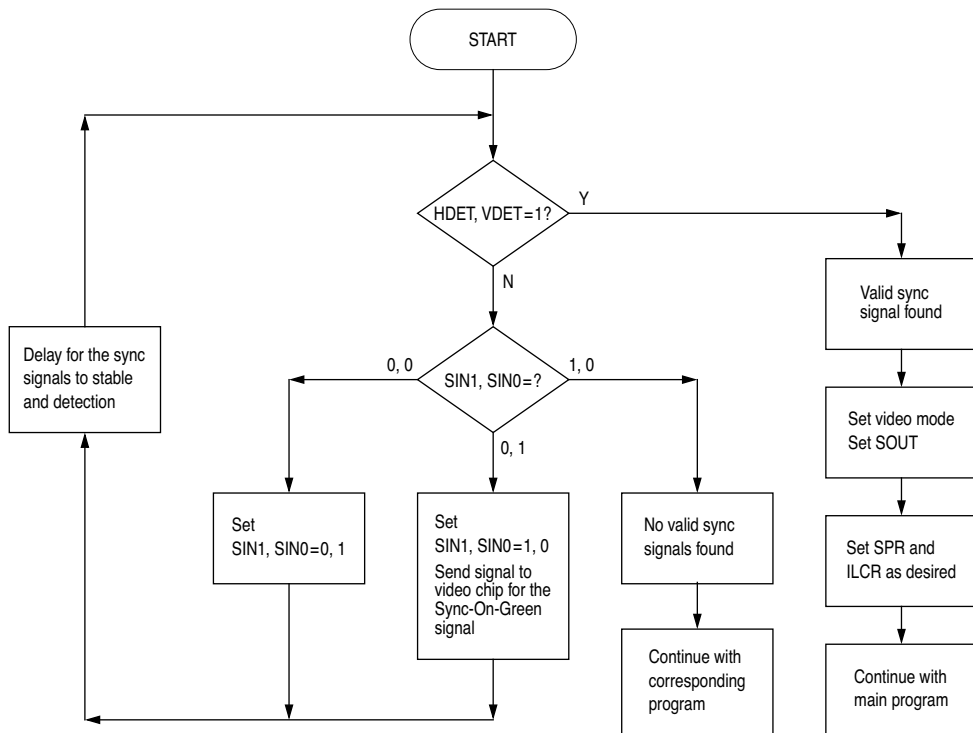 START
HDET, VDET=1?
Y
N
Valid sync
signal found
Delay for the sync
signals to stable
and detection
0, 0
SIN1, SIN0=?
1, 0
0, 1
Set video mode
Set SOUT
Set
SIN1, SIN0=0, 1
Set
SIN1, SIN0=1, 0
Send signal to
video chip for the
Sync-On-Green
signal
No valid sync
signals found
Set SPR and
ILCR as desired
Continue with
corresponding
program
Continue with
main program